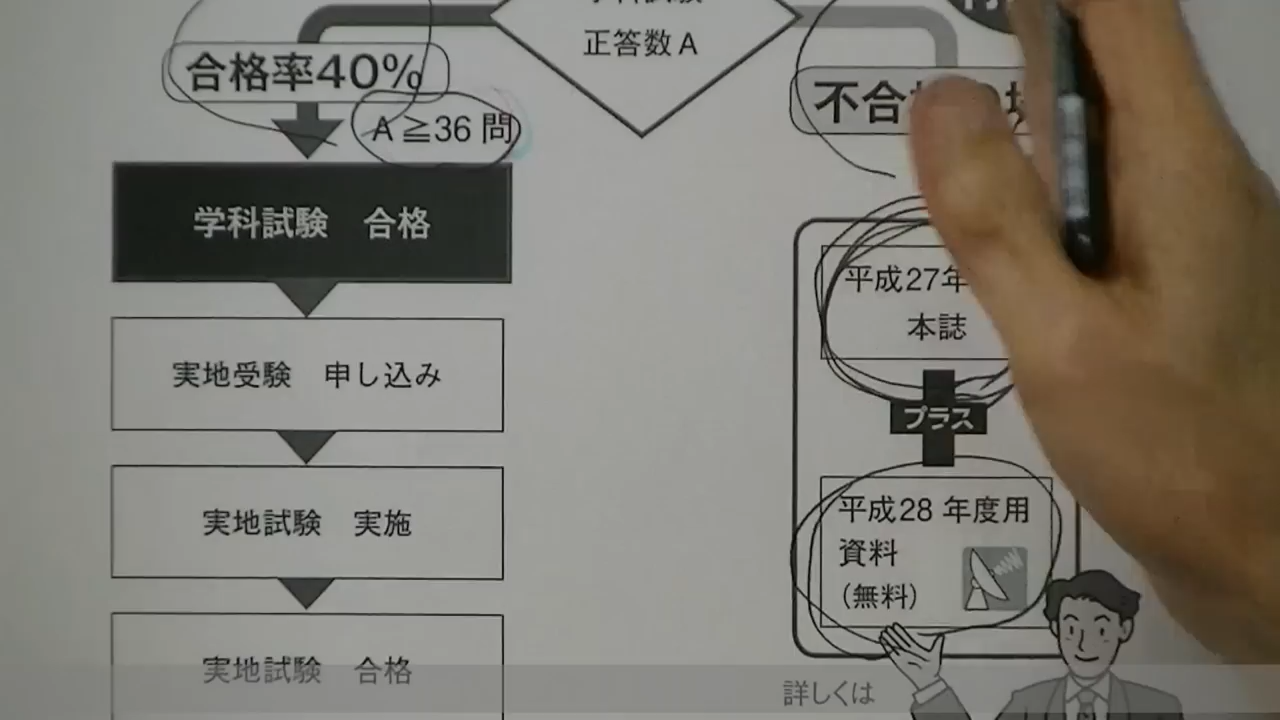 正答数A
合格率40%
A≧36問
不合
学科試験 合格
平成27年
本誌
実地受験 申し込み
プラス
実地試験 実施
平成28年度用
資料
(無料)
実地試験 合格
詳しくは